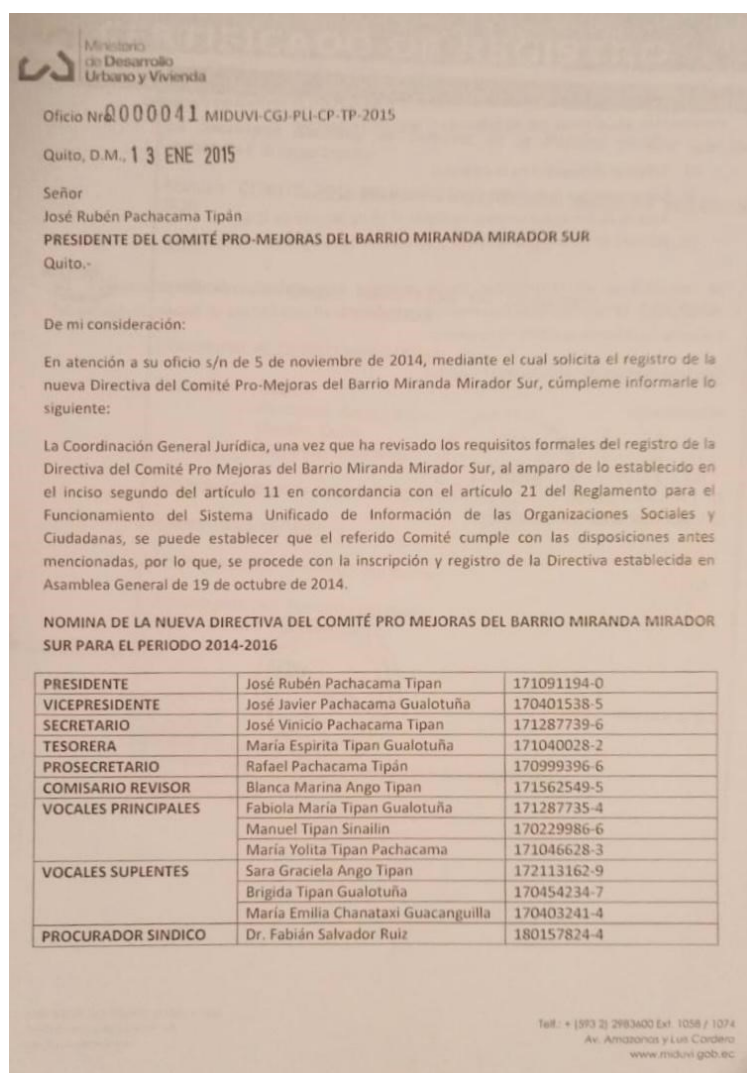 Ministerio
de Desarrollo
Urbano y Vivienda
Oficio Nro 000041 MIDUVI-CGJ-PLI-CP-TP-2015
Quito, D.M., 13 ENE 2015
Señor
José Rubén Pachacama Tipán
PRESIDENTE DEL COMITÉ PRO-MEJORAS DEL BARRIO MIRANDA MIRADOR SUR
Quito.-
De mi consideración:
En atención a su oficio s/n de 5 de noviembre de 2014, mediante el cual solicita el registro de la
nueva Directiva del Comité Pro-Mejoras del Barrio Miranda Mirador Sur, cúmpleme informarle lo
siguiente:
La Coordinación General Jurídica, una vez que ha revisado los requisitos formales del registro de la
Directiva del Comité Pro Mejoras del Barrio Miranda Mirador Sur, al amparo de lo establecido en
el inciso segundo del artículo 11 en concordancia con el artículo 21 del Reglamento para el
Funcionamiento del Sistema Unificado de Información de las Organizaciones Sociales y
Ciudadanas, se puede establecer que el referido Comité cumple con las disposiciones antes
mencionadas, por lo que, se procede con la inscripción y registro de la Directiva establecida en
Asamblea General de 19 de octubre de 2014.
NOMINA DE LA NUEVA DIRECTIVA DEL COMITÉ PRO MEJORAS DEL BARRIO MIRANDA MIRADOR
SUR PARA EL PERIODO 2014-2016
PRESIDENTE José Rubén Pachacama Tipan 171091194-0
VICEPRESIDENTE José Javier Pachacama Gualotuña 170401538-5
SECRETARIO José Vinicio Pachacama Tipan 171287739-6
TESORERA María Espirita Tipan Gualotuña 171040028-2
PROSECRETARIO Rafael Pachacama Tipán 170999396-6
COMISARIO REVISOR Blanca Marina Ango Tipan 171562549-5
VOCALES PRINCIPALES Fabiola María Tipan Gualotuña 171287735-4
Manuel Tipan Sinailin 170229986-6
María Yolita Tipan Pachacama 171046628-3
VOCALES SUPLENTES Sara Graciela Ango Tipan 172113162-9
Brigida Tipan Gualotuña 170454234-7
María Emilia Chanataxi Guacanguilla 170403241-4
PROCURADOR SINDICO Dr. Fabián Salvador Ruiz 180157824-4
Telf.: + (593 2) 2983600 Ext. 1058 / 1074
Av. Amazonas y Luis Cordero
www.miduvi.gob.ec